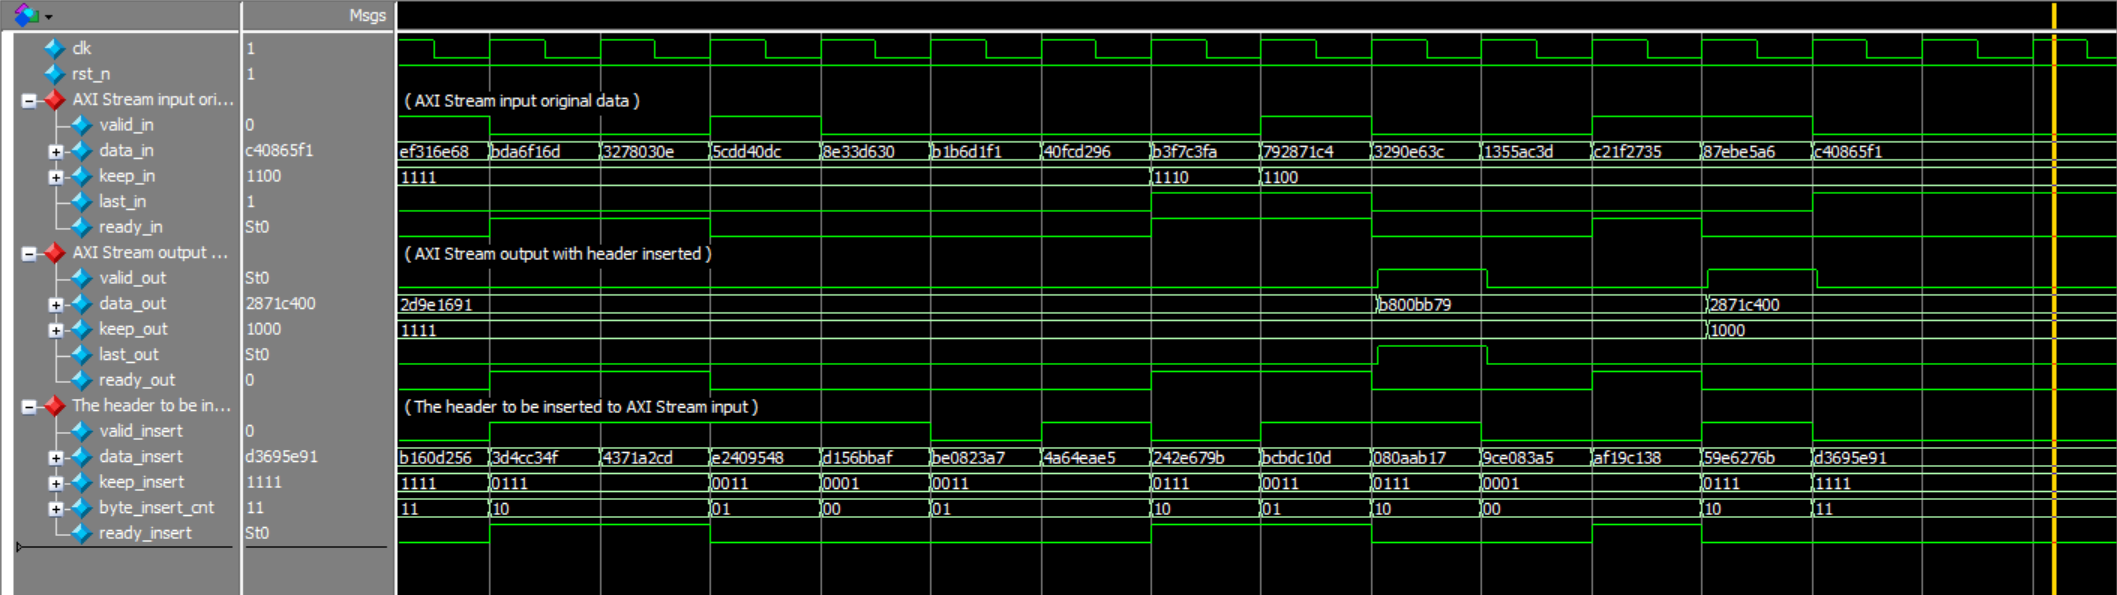 Msgs
clk 1
rst_n 1
AXI Stream input ori... ( AXI Stream input original data )
valid_in 0
data_in c40865f1 ef316e68 bda6f16d 3278030e 5cdd40dc 8e33d630 b1b6d1f1 40fcd296 b3f7c3fa 792871c4 3290e63c 1355ac3d c21f2735 87ebe5a6 c40865f1
keep_in 1100 1111 1110 1100
last_in 1
ready_in St0
AXI Stream output ... ( AXI Stream output with header inserted )
valid_out St0
data_out 2871c400 2d9e1691 b800bb79 2871c400
keep_out 1000 1111 1000
last_out St0
ready_out 0
The header to be in... ( The header to be inserted to AXI Stream input )
valid_insert 0
data_insert d3695e91 b160d256 3d4cc34f 4371a2cd e2409548 d156bbaf be0823a7 4a64eae5 242e679b bcbdc10d 080aab17 9ce083a5 af19c138 59e6276b d3695e91
keep_insert 1111 1111 0111 0011 0001 0011 0111 0011 0111 0001 0111 1111
byte_insert_cnt 11 11 10 01 00 01 10 01 10 00 10 11
ready_insert St0